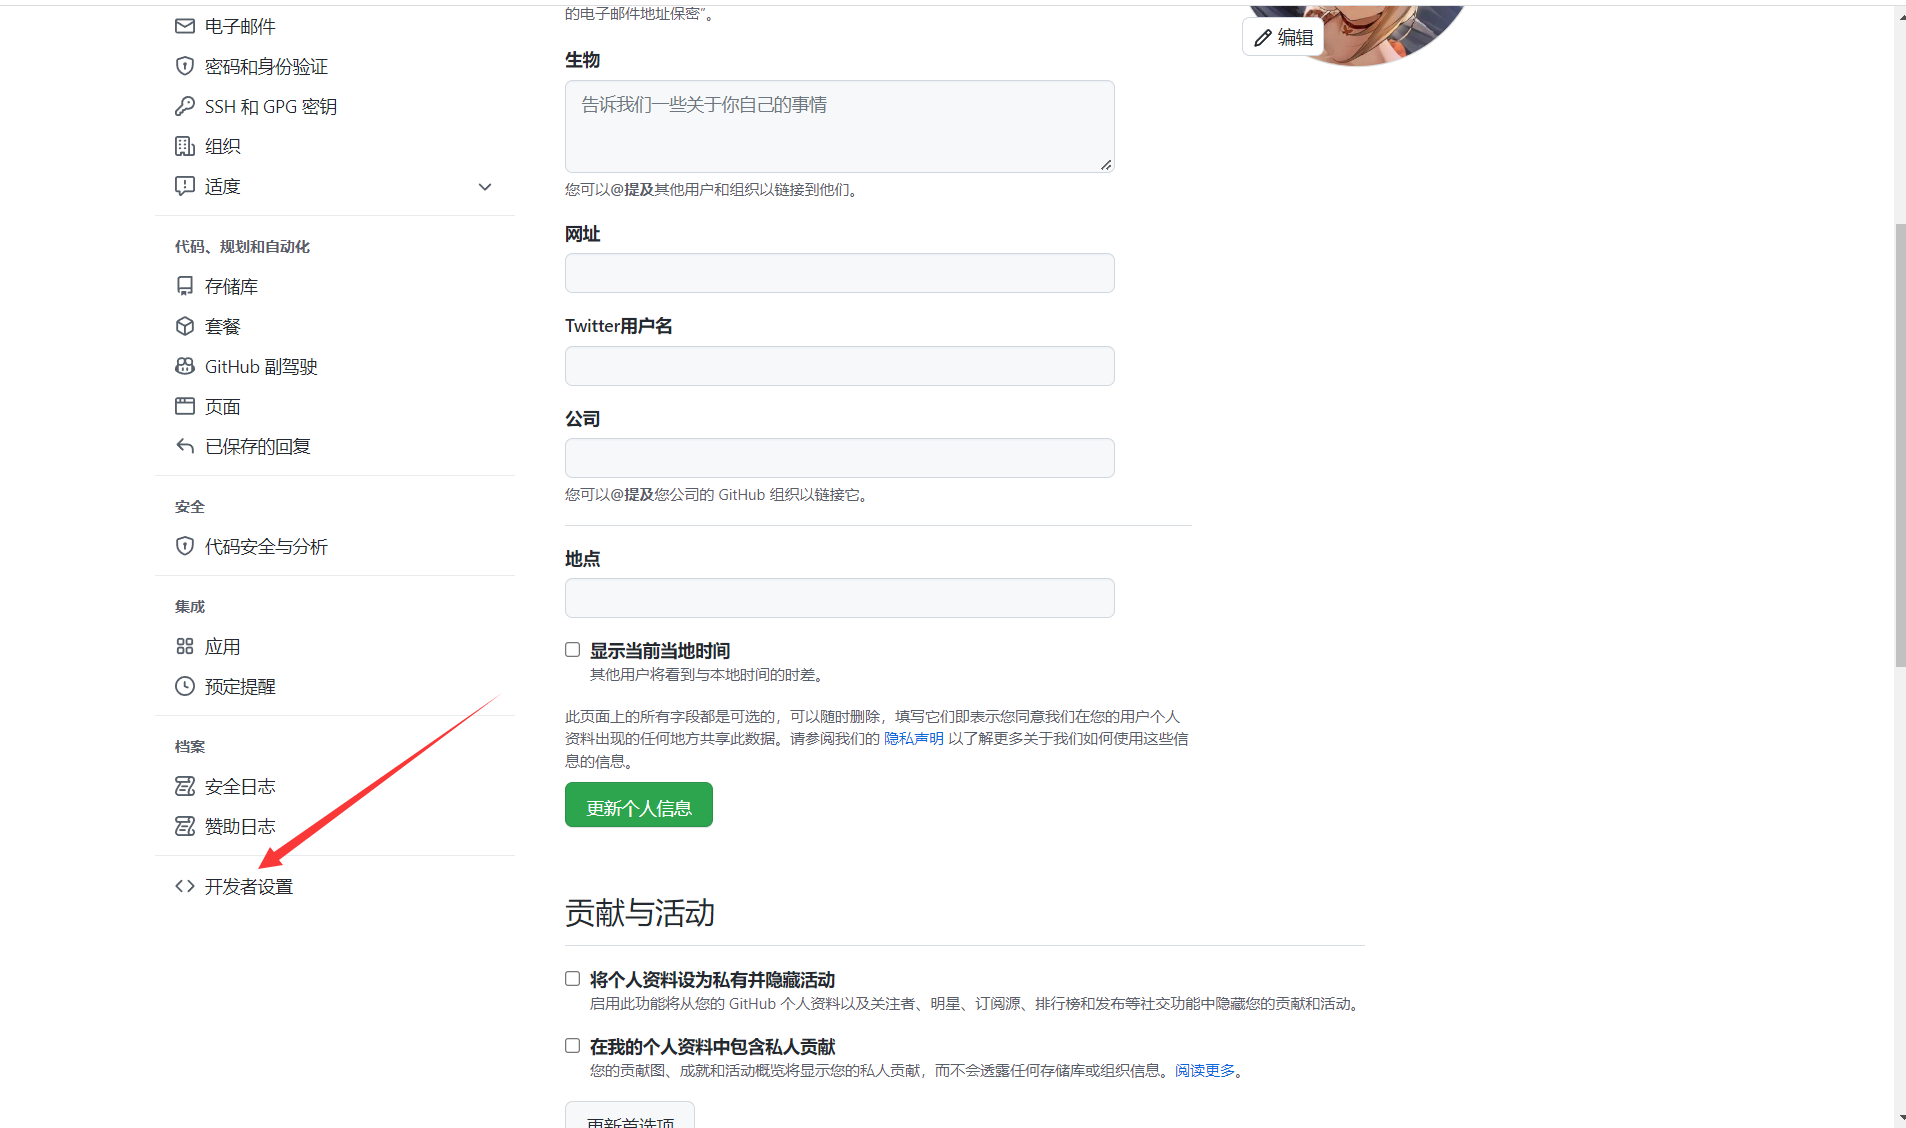 电子邮件
密码和身份验证
SSH 和 GPG 密钥
组织
适度
代码、规划和自动化
存储库
套餐
GitHub 副驾驶
页面
已保存的回复
安全
代码安全与分析
集成
应用
预定提醒
档案
安全日志
赞助日志
开发者设置
的电子邮件地址保密”。
编辑
生物
告诉我们一些关于你自己的事情
您可以@提及其他用户和组织以链接到他们。
网址
Twitter用户名
公司
您可以@提及您公司的 GitHub 组织以链接它。
地点
显示当前当地时间
其他用户将看到与本地时间的时差。
此页面上的所有字段都是可选的，可以随时删除，填写它们即表示您同意我们在您的用户个人
资料出现的任何地方共享此数据。请参阅我们的 隐私声明 以了解更多关于我们如何使用这些信
息的信息。
更新个人信息
贡献与活动
将个人资料设为私有并隐藏活动
启用此功能将从您的 GitHub 个人资料以及关注者、明星、订阅源、排行榜和发布等社交功能中隐藏您的贡献和活动。
在我的个人资料中包含私人贡献
您的贡献图、成就和活动概览将显示您的私人贡献，而不会透露任何存储库或组织信息。阅读更多。
更新首选项